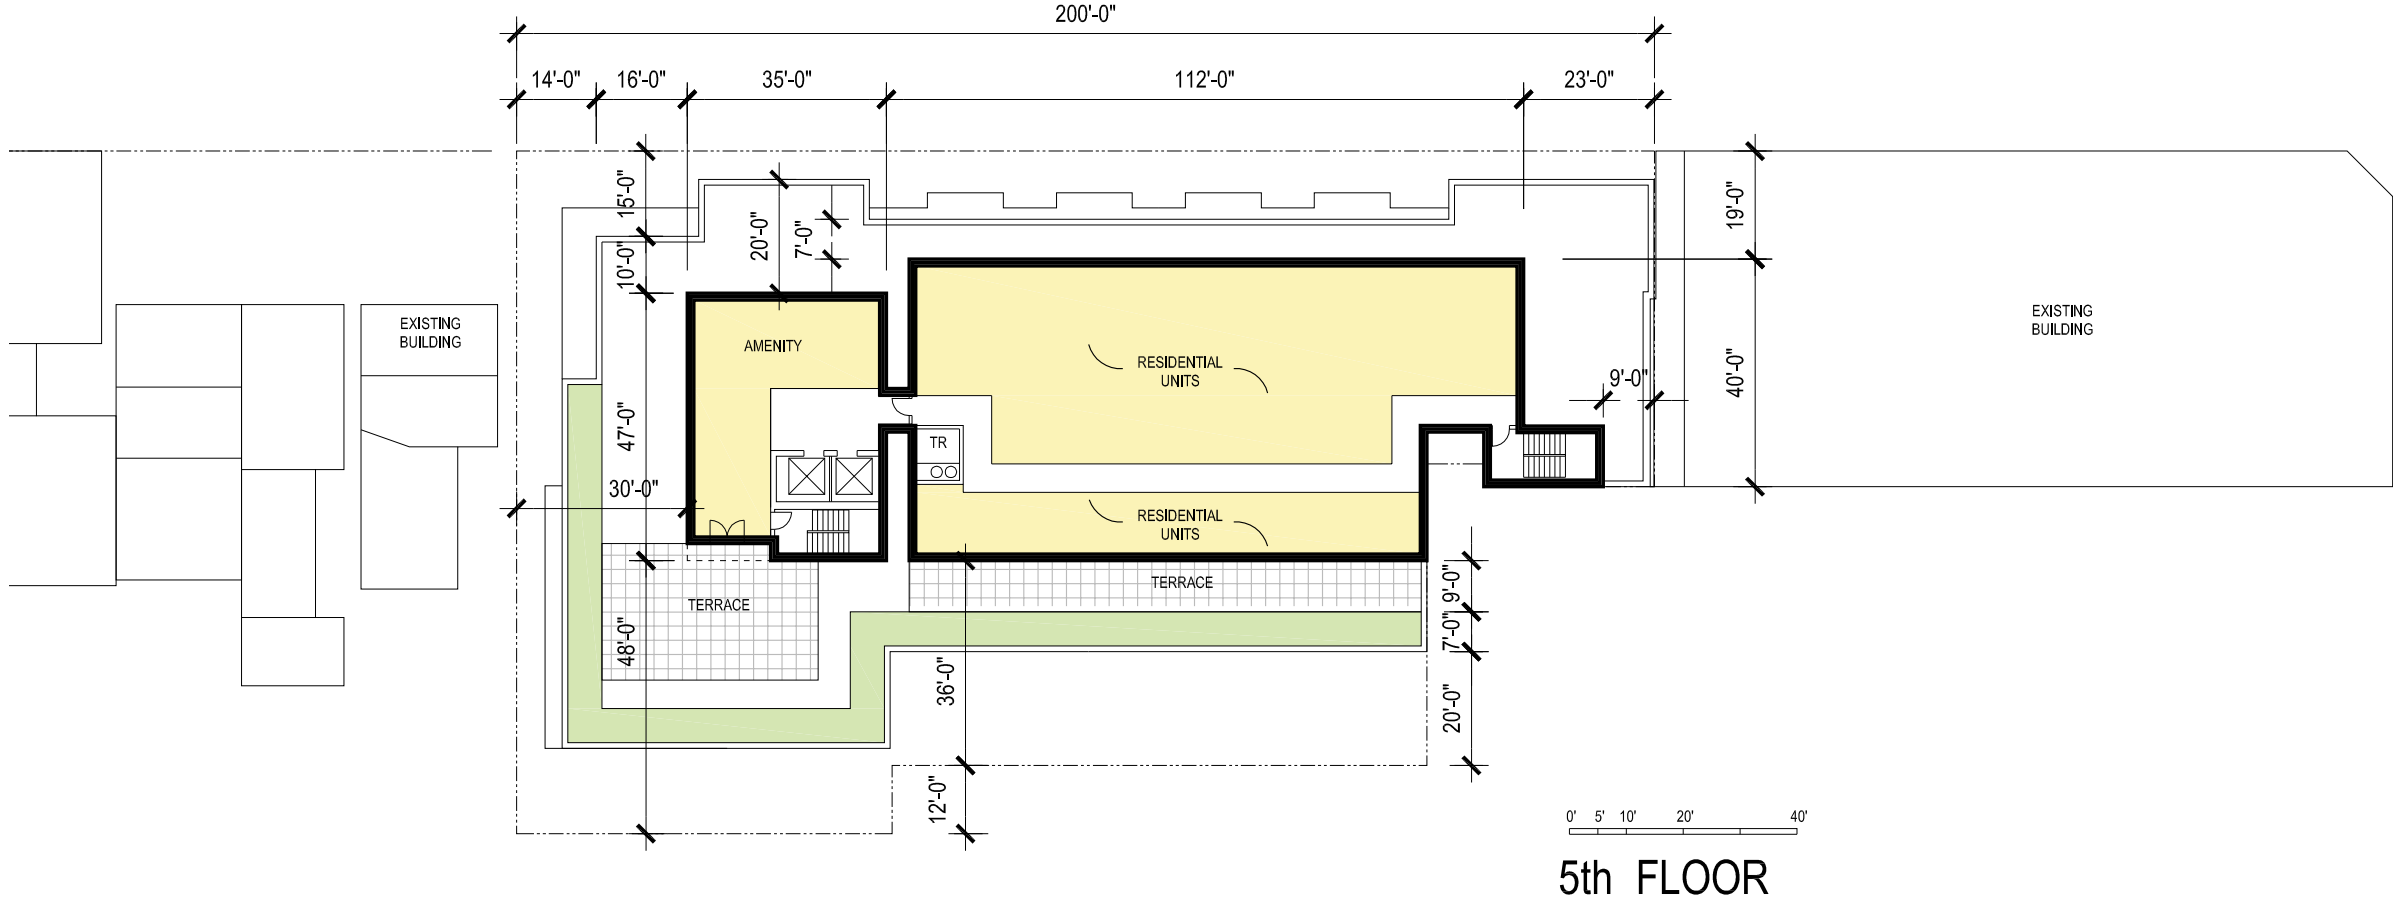 200'-0"
14'-0"
16'-0"
35'-0"
112'-0"
23'-0"
15'-0"
10'-0"
20'-0"
7'-0"
19'-0"
40'-0"
EXISTING
BUILDING
AMENITY
RESIDENTIAL
UNITS
EXISTING
BUILDING
9'-0"
47'-0"
TR
30'-0"
RESIDENTIAL
UNITS
TERRACE
TERRACE
9'-0"
7'-0"
48'-0"
36'-0"
20'-0"
12'-0"
0' 5' 10' 20' 40'
5th FLOOR